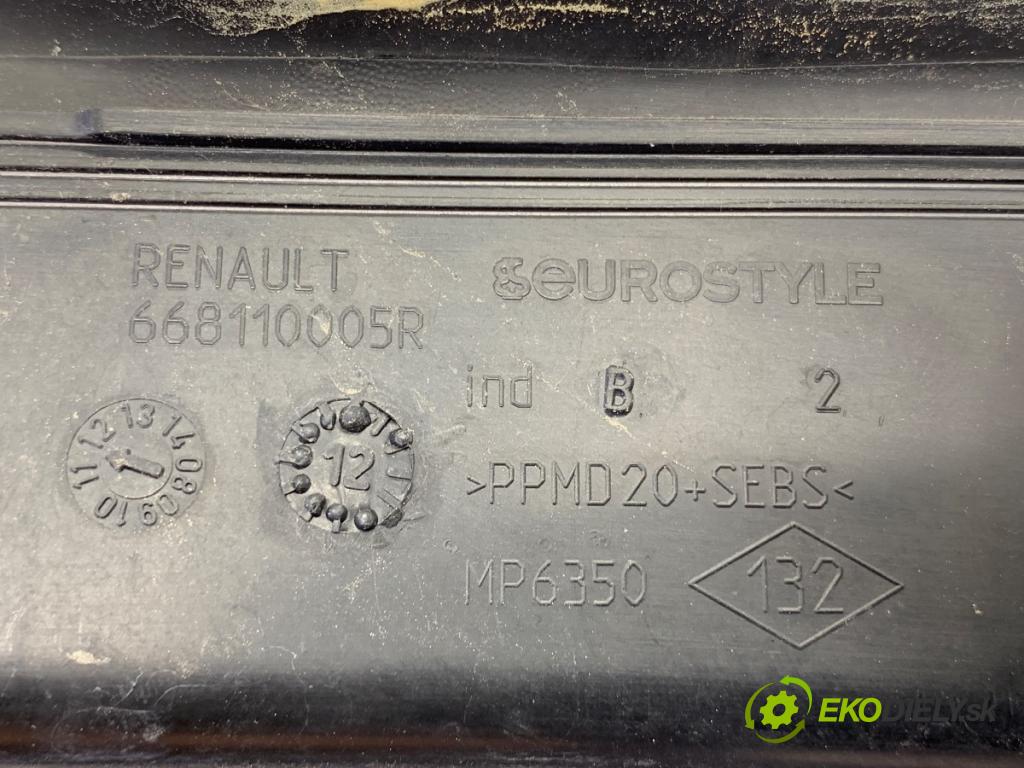 RENAULT
668110005R
EUROSTYLE
ind B 2
08 09 10 11 12 13 14
12
>PPMD20+SEBS<
MP6350
132
EKODIELY.sk